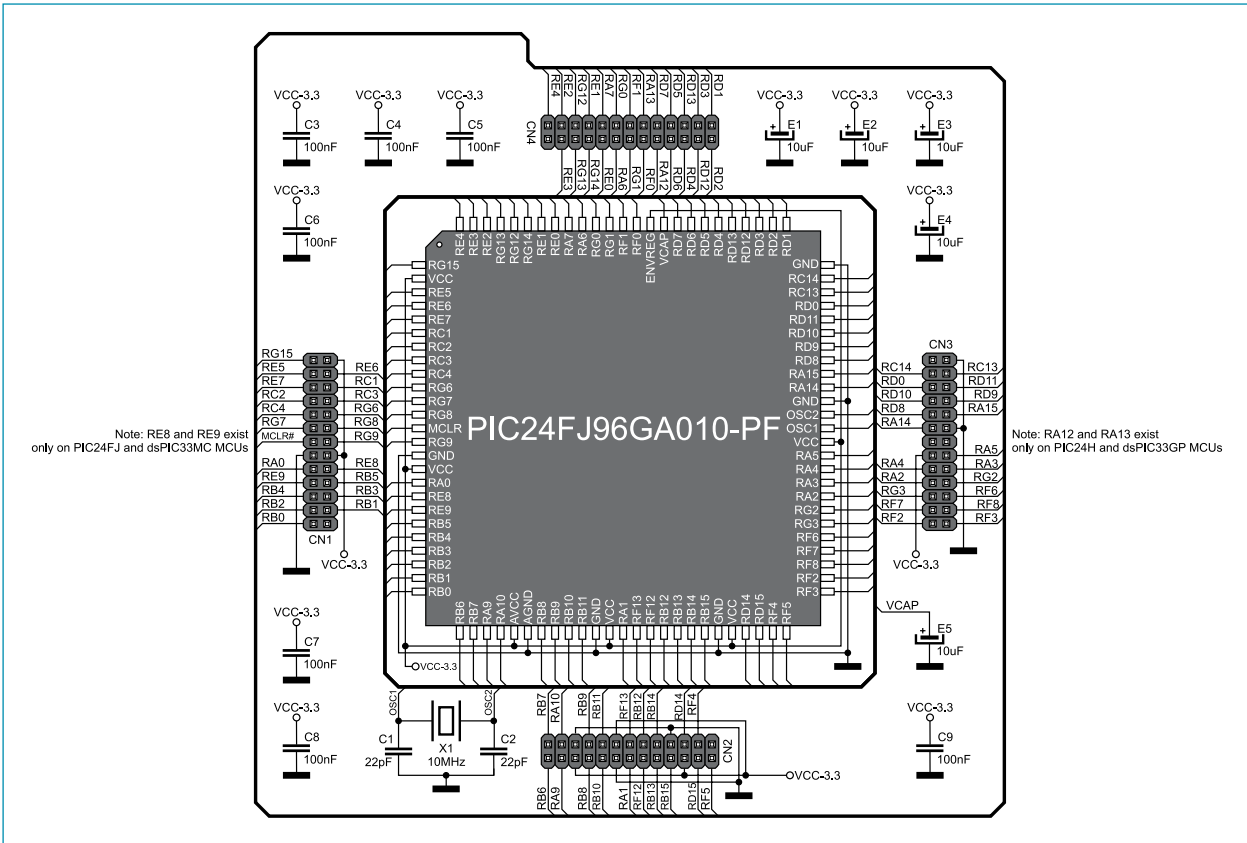 RE4
RE2
RG12
RE1
RA7
RG0
RF1
RA13
RD7
RD5
RD13
RD3
RD1
CN4
RE3
RG13
RG14
RE0
RA6
RG1
RF0
RA12
RD6
RD4
RD12
RD2
VCC-3.3
C3
100nF
VCC-3.3
C4
100nF
VCC-3.3
C5
100nF
VCC-3.3
E1
10uF
VCC-3.3
E2
10uF
VCC-3.3
E3
10uF
VCC-3.3
C6
100nF
VCC-3.3
E4
10uF
RE4
RE3
RE2
RG13
RG12
RG14
RE1
RE0
RA7
RA6
RG0
RG1
RF1
RF0
ENVREG
VCAP
RD7
RD6
RD5
RD4
RD13
RD12
RD3
RD2
RD1
RG15
VCC
RE5
RE6
RE7
RC1
RC2
RC3
RC4
RG6
RG7
RG8
MCLR
RG9
GND
VCC
RA0
RE8
RE9
RB5
RB4
RB3
RB2
RB1
RB0
PIC24FJ96GA010-PF
GND
RC14
RC13
RD0
RD11
RD10
RD9
RD8
RA15
RA14
GND
OSC2
OSC1
VCC
RA5
RA4
RA3
RA2
RG2
RG3
RF6
RF7
RF8
RF2
RF3
RB6
RB7
RA9
RA10
AVCC
AGND
RB8
RB9
RB10
RB11
GND
VCC
RA1
RF13
RF12
RB12
RB13
RB14
RB15
GND
VCC
RD14
RD15
RF4
RF5
RG15
RE5
RE7
RC2
RC4
RG7
MCLR#
RA0
RE9
RB4
RB2
RB0
RE6
RC1
RC3
RG6
RG8
RG9
RE8
RB5
RB3
RB1
CN1
VCC-3.3
Note: RE8 and RE9 exist
only on PIC24FJ and dsPIC33MC MCUs
CN3
RC14
RD0
RD10
RD8
RA14
RA4
RA2
RG3
RF7
RF2
RC13
RD11
RD9
RA15
RA5
RA3
RG2
RF6
RF8
RF3
VCC-3.3
Note: RA12 and RA13 exist
only on PIC24H and dsPIC33GP MCUs
VCC-3.3
C7
100nF
VCAP
E5
10uF
VCC-3.3
VCC-3.3
C8
100nF
OSC1
OSC2
C1
22pF
X1
10MHz
C2
22pF
RB7
RA10
RB9
RB11
RF13
RB12
RB14
RD14
RF4
CN2
VCC-3.3
RB6
RA9
RB8
RB10
RA1
RF12
RB13
RB15
RD15
RF5
VCC-3.3
C9
100nF